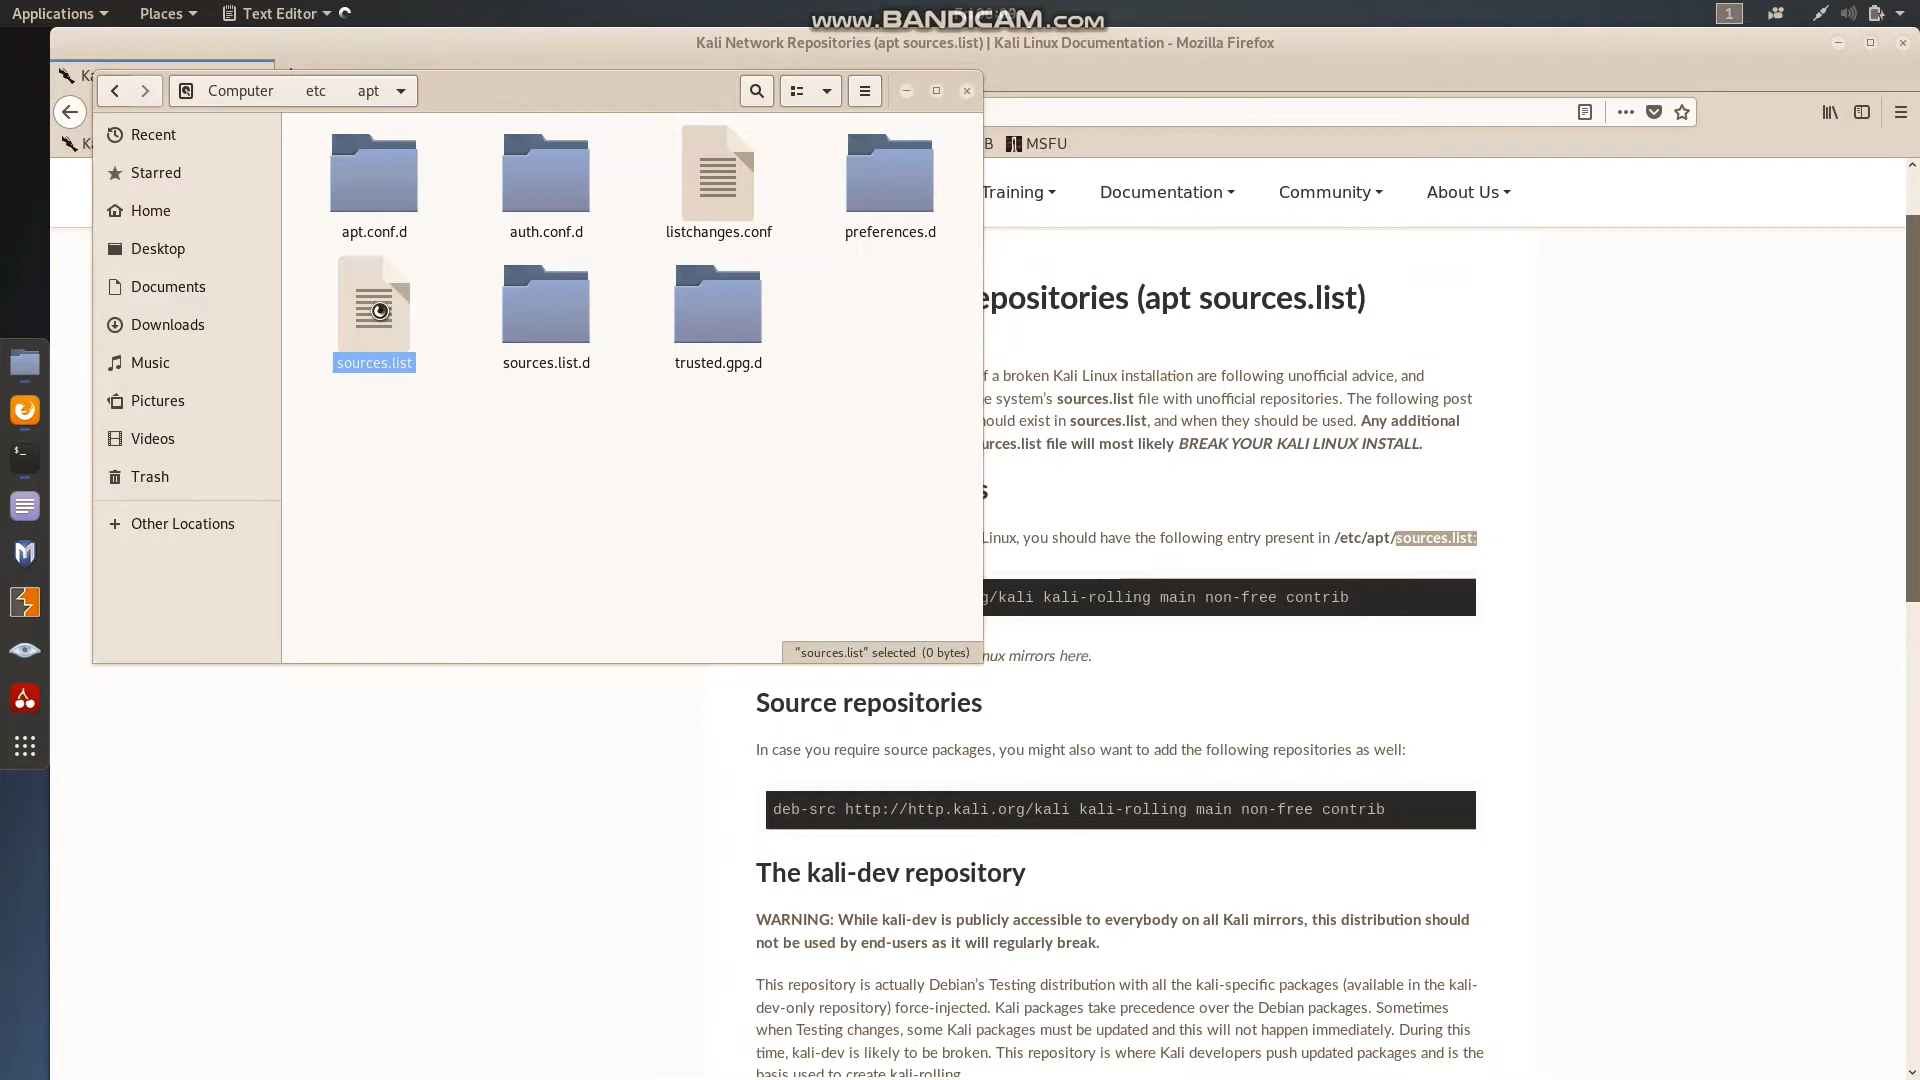 Applications
Places
Text Editor
www.BANDICAM.com
1
Kali Network Repositories (apt sources.list) | Kali Linux Documentation - Mozilla Firefox
Computer
etc
apt
MSFU
Recent
Starred
Home
Desktop
Documents
Downloads
Music
Pictures
Videos
Trash
+ Other Locations
apt.conf.d
auth.conf.d
listchanges.conf
preferences.d
sources.list
sources.list.d
trusted.gpg.d
"sources.list" selected (0 bytes)
Training
Documentation
Community
About Us
epositories (apt sources.list)
f a broken Kali Linux installation are following unofficial advice, and
e system's sources.list file with unofficial repositories. The following post
ould exist in sources.list, and when they should be used. Any additional
urces.list file will most likely BREAK YOUR KALI LINUX INSTALL.
s
Linux, you should have the following entry present in /etc/apt/sources.list:
g/kali kali-rolling main non-free contrib
nux mirrors here.
Source repositories
In case you require source packages, you might also want to add the following repositories as well:
deb-src http://http.kali.org/kali kali-rolling main non-free contrib
The kali-dev repository
WARNING: While kali-dev is publicly accessible to everybody on all Kali mirrors, this distribution should
not be used by end-users as it will regularly break.
This repository is actually Debian's Testing distribution with all the kali-specific packages (available in the kali-
dev-only repository) force-injected. Kali packages take precedence over the Debian packages. Sometimes
when Testing changes, some Kali packages must be updated and this will not happen immediately. During this
time, kali-dev is likely to be broken. This repository is where Kali developers push updated packages and is the
basis used to create kali-rolling.